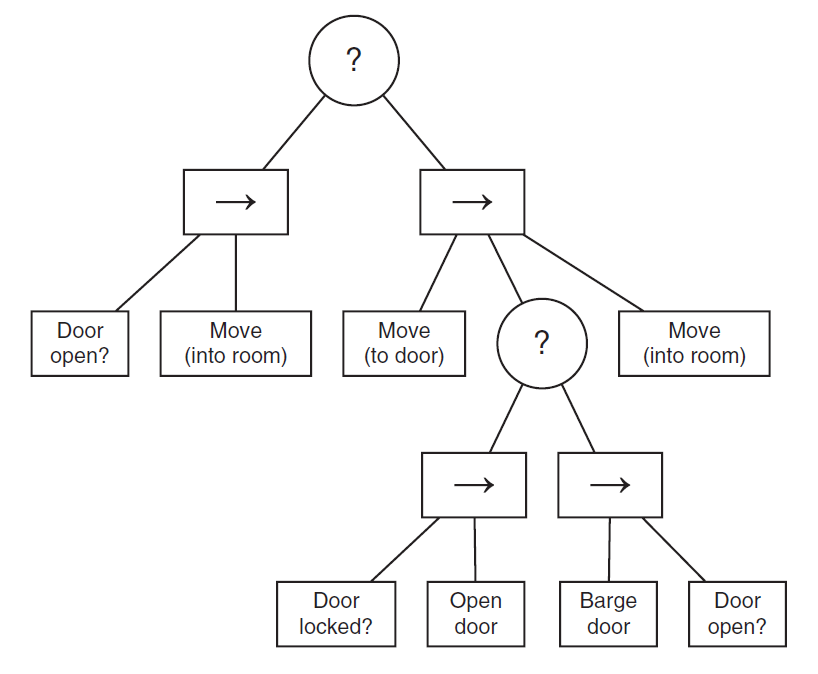 ?
→
→
Door
open?
Move
(into room)
Move
(to door)
?
Move
(into room)
→
→
Door
locked?
Open
door
Barge
door
Door
open?